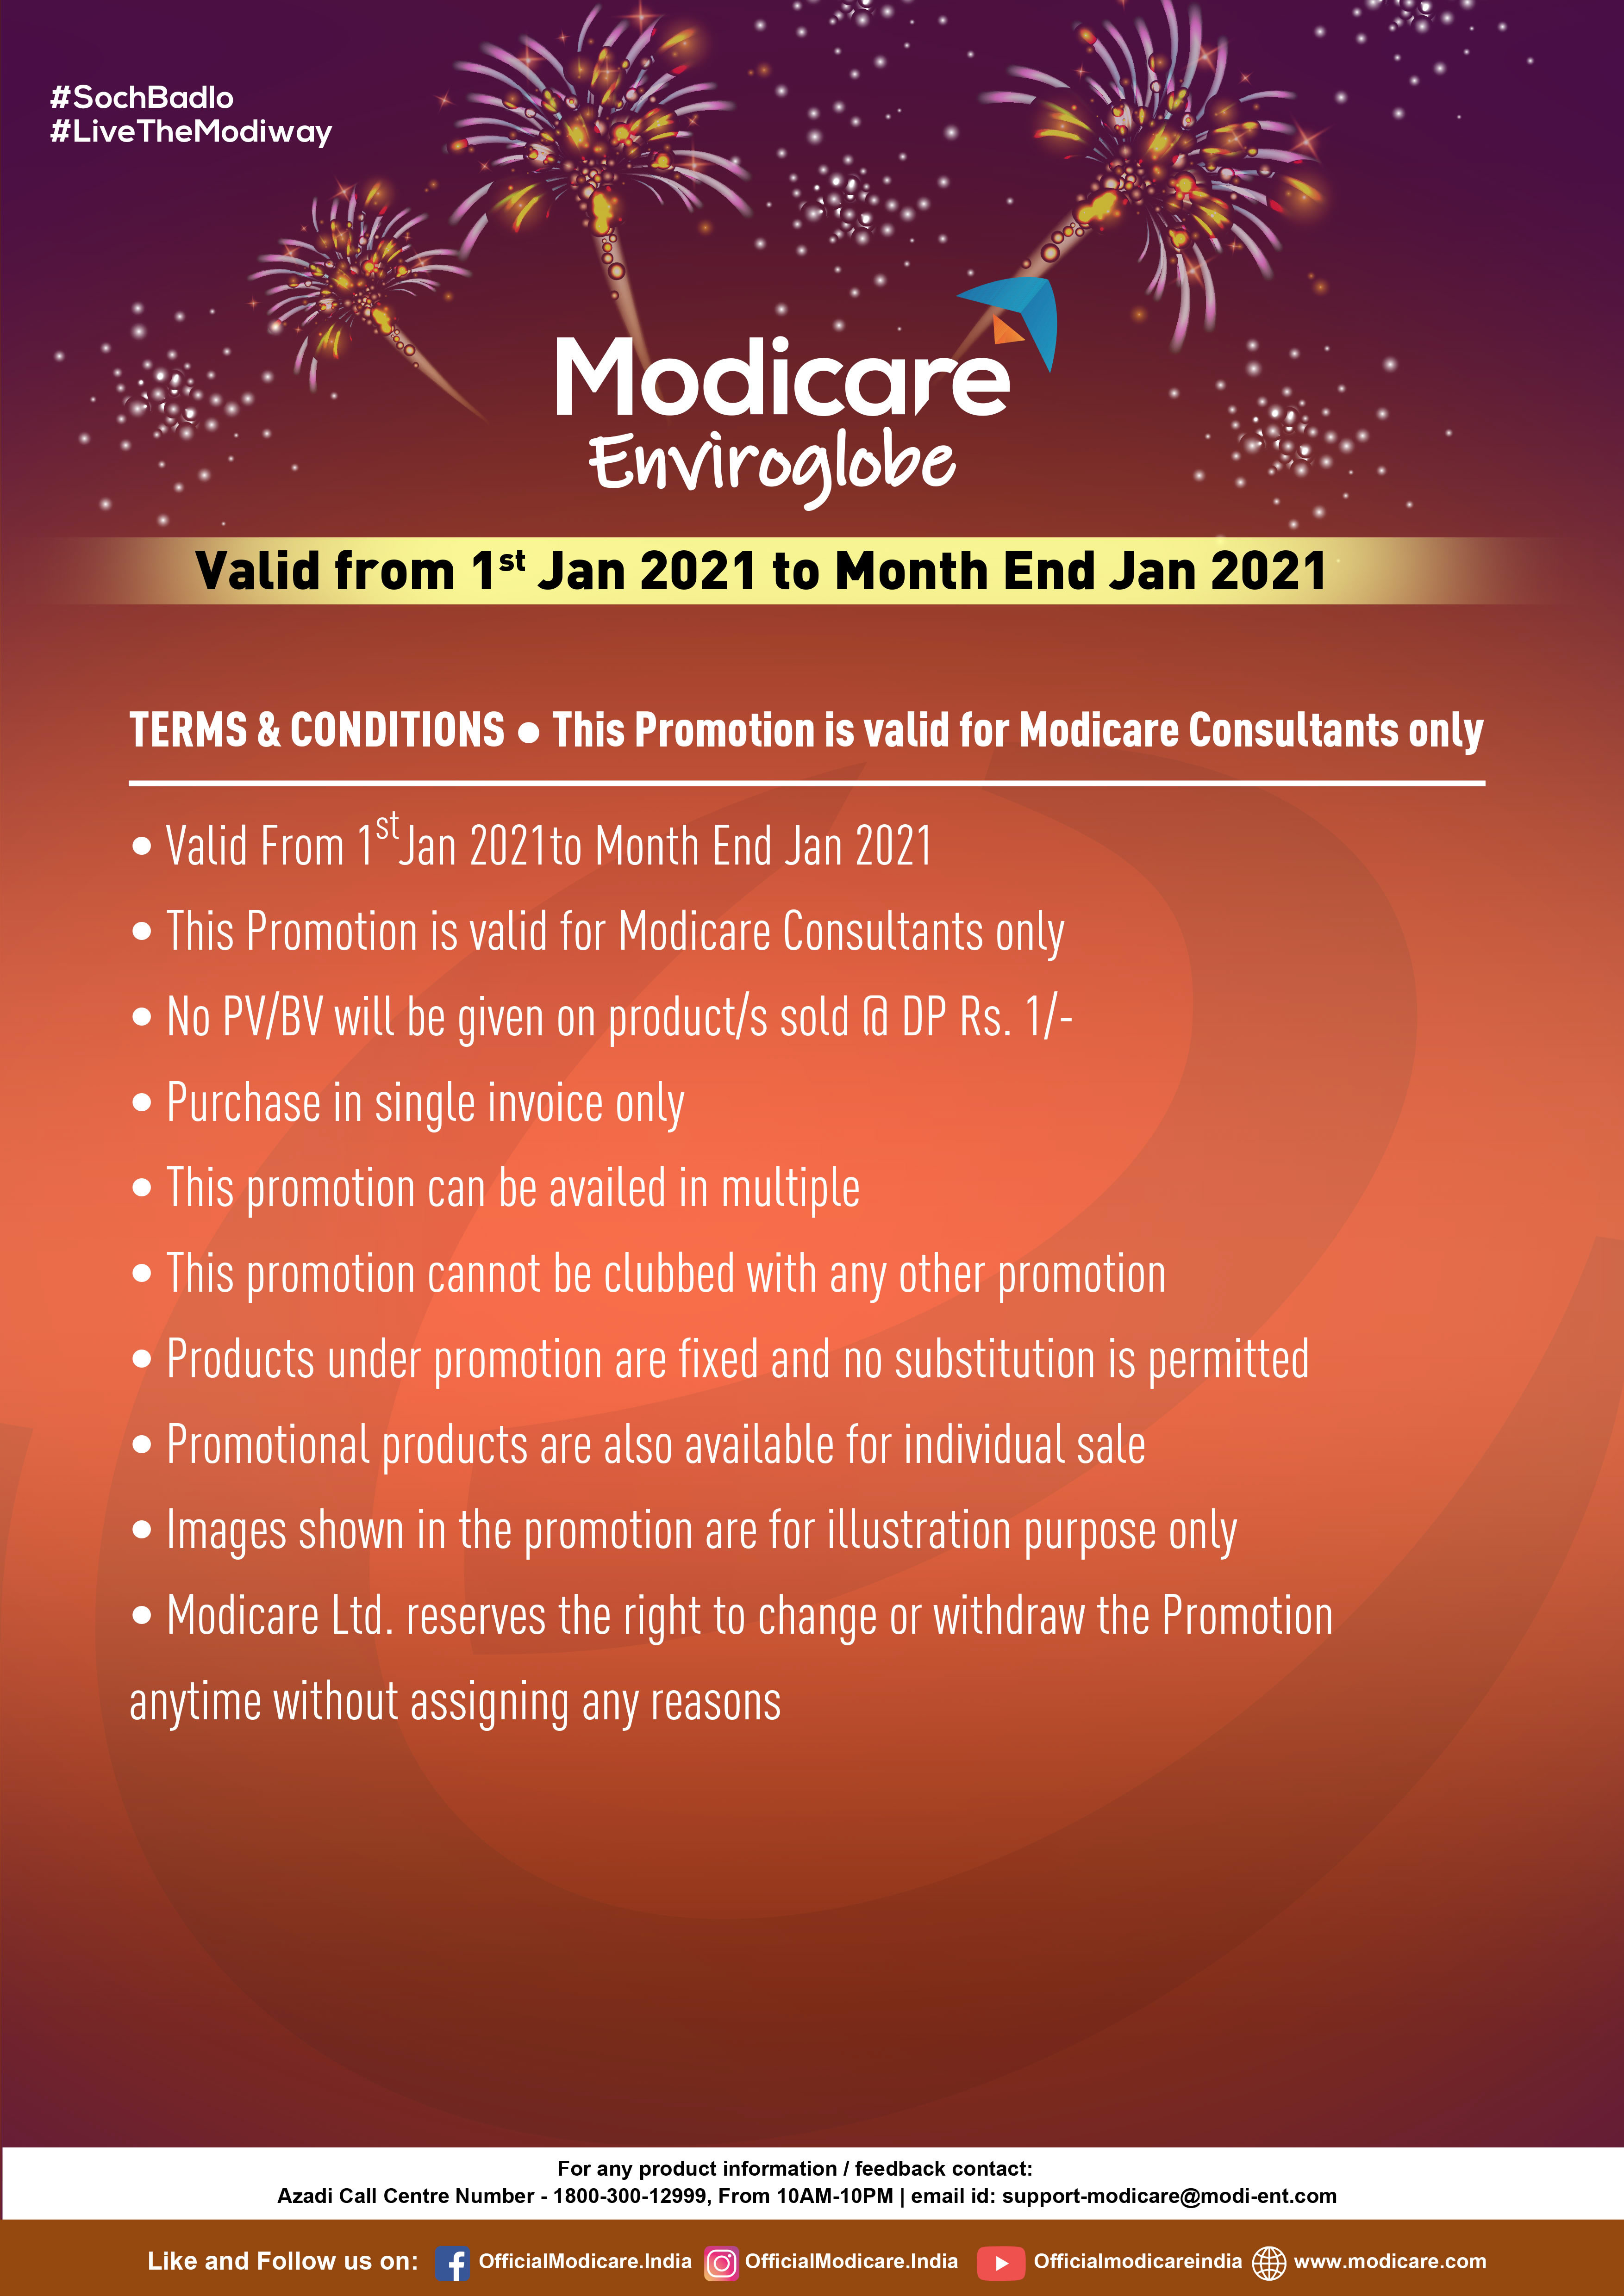 #SochBadlo
#LiveTheModiway
Modicare
Enviroglobe
Valid from 1st Jan 2021 to Month End Jan 2021
TERMS & CONDITIONS ● This Promotion is valid for Modicare Consultants only
● Valid From 1st Jan 2021to Month End Jan 2021
● This Promotion is valid for Modicare Consultants only
● No PV/BV will be given on product/s sold @ DP Rs. 1/-
● Purchase in single invoice only
● This promotion can be availed in multiple
● This promotion cannot be clubbed with any other promotion
● Products under promotion are fixed and no substitution is permitted
● Promotional products are also available for individual sale
● Images shown in the promotion are for illustration purpose only
● Modicare Ltd. reserves the right to change or withdraw the Promotion
anytime without assigning any reasons
For any product information / feedback contact:
Azadi Call Centre Number - 1800-300-12999, From 10AM-10PM | email id: support-modicare@modi-ent.com
Like and Follow us on: OfficialModicare.India OfficialModicare.India Officialmodicareindia www.modicare.com